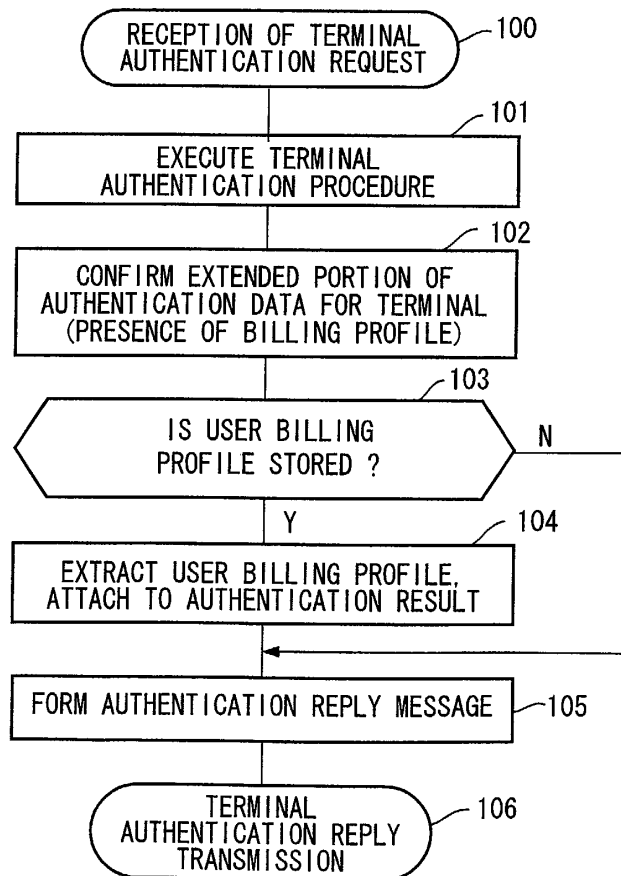 RECEPTION OF TERMINAL
AUTHENTICATION REQUEST
100
101
EXECUTE TERMINAL
AUTHENTICATION PROCEDURE
102
CONFIRM EXTENDED PORTION OF
AUTHENTICATION DATA FOR TERMINAL
(PRESENCE OF BILLING PROFILE)
103
IS USER BILLING
PROFILE STORED ?
N
Y
104
EXTRACT USER BILLING PROFILE,
ATTACH TO AUTHENTICATION RESULT
FORM AUTHENTICATION REPLY MESSAGE
105
TERMINAL
AUTHENTICATION REPLY
TRANSMISSION
106